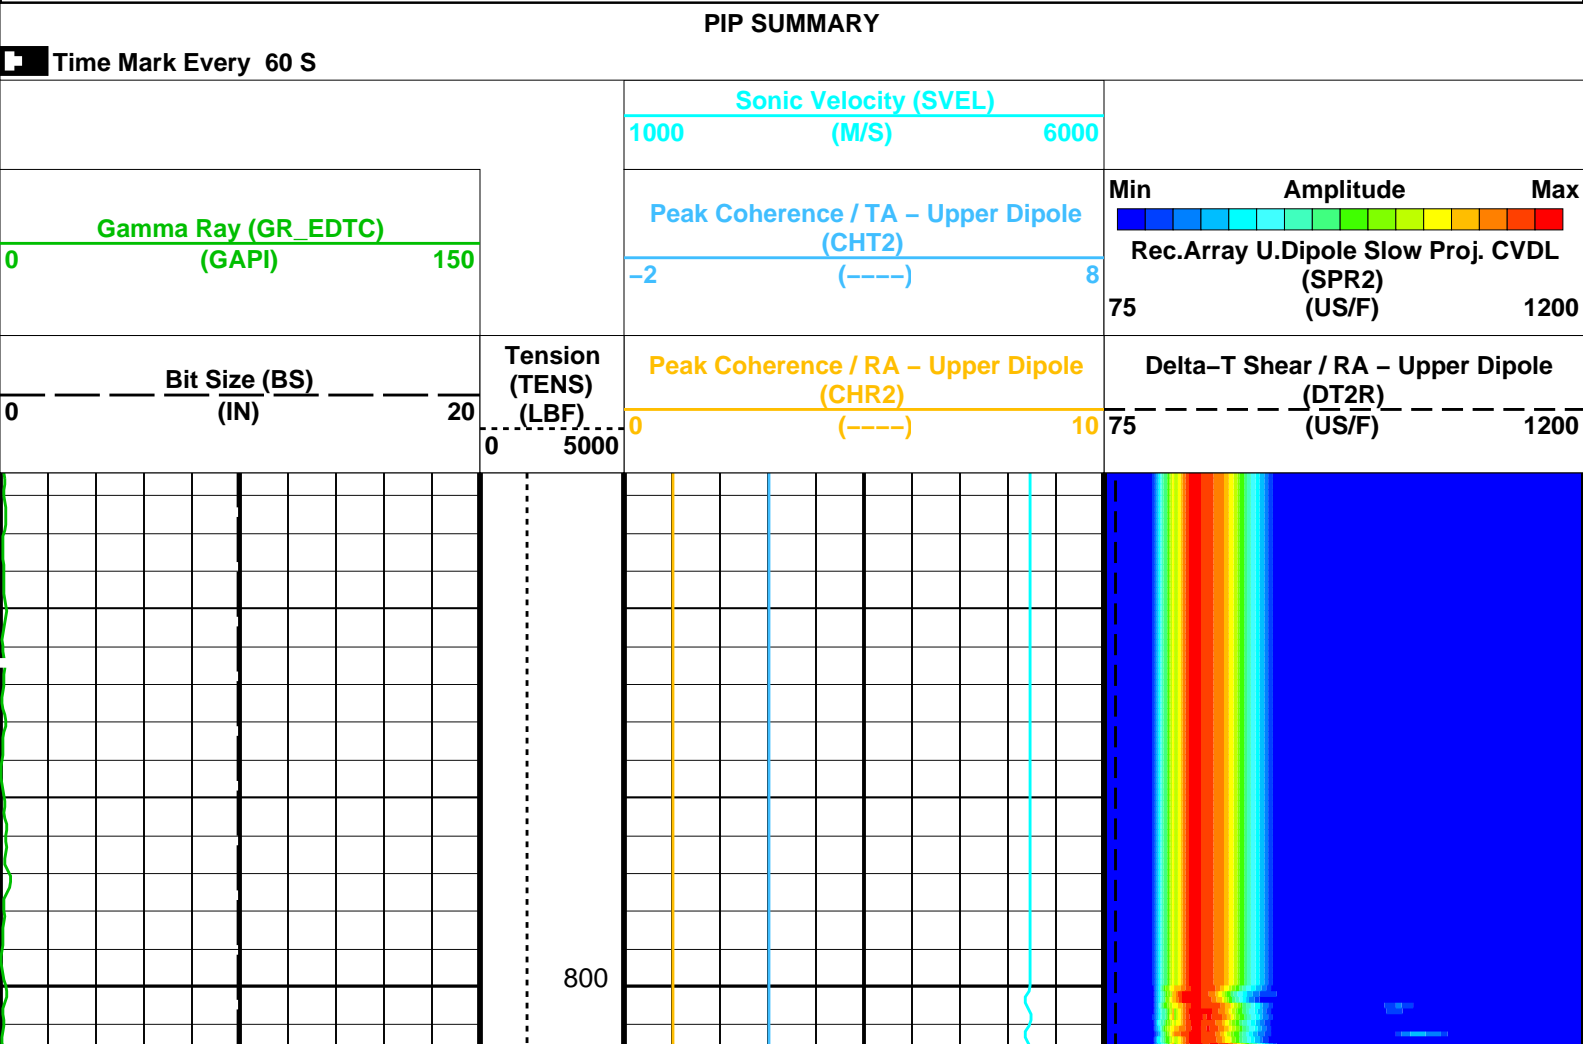 PIP SUMMARY
Time Mark Every 60 S
Sonic Velocity (SVEL)
1000 (M/S) 6000
Gamma Ray (GR_EDTC)
0 (GAPI) 150
Peak Coherence / TA – Upper Dipole
(CHT2)
–2 (––––) 8
Min Amplitude Max
Rec.Array U.Dipole Slow Proj. CVDL
(SPR2)
75 (US/F) 1200
Bit Size (BS)
0 (IN) 20
Tension
(TENS)
(LBF)
0 5000
Peak Coherence / RA – Upper Dipole
(CHR2)
0 (––––) 10
Delta–T Shear / RA – Upper Dipole
(DT2R)
75 (US/F) 1200
800